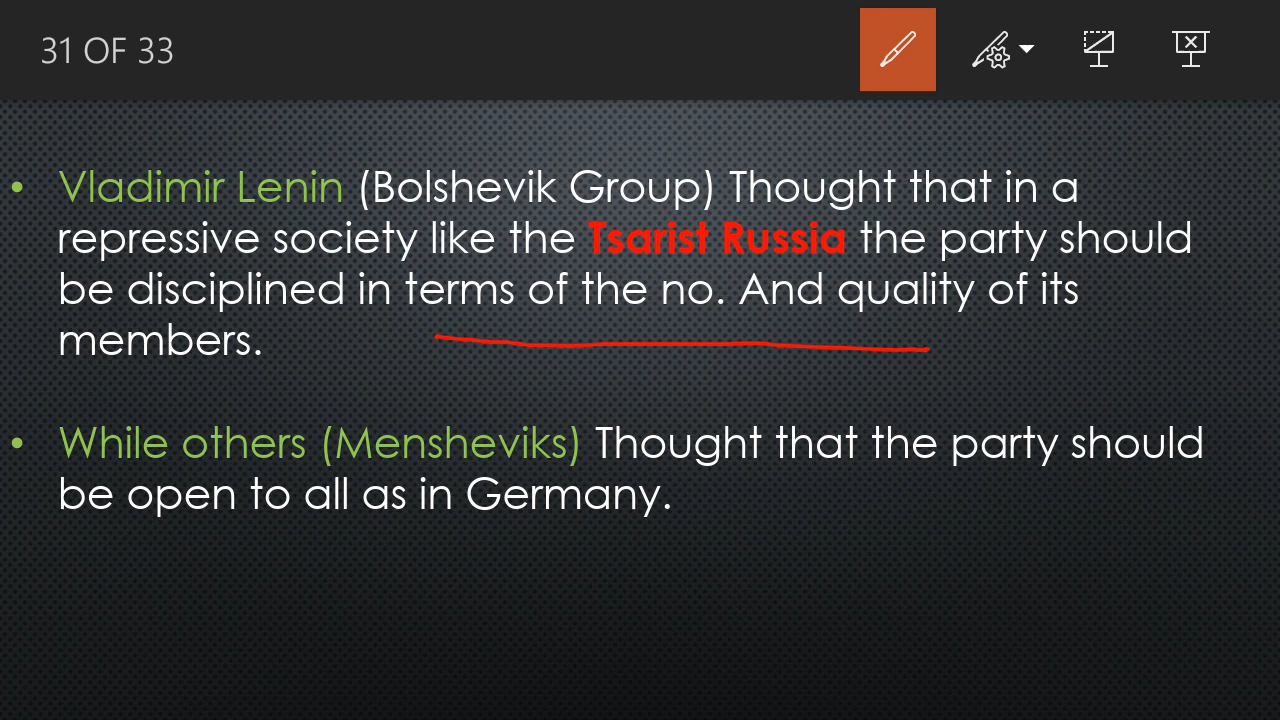 31 OF 33
• Vladimir Lenin (Bolshevik Group) Thought that in a
repressive society like the Tsarist Russia the party should
be disciplined in terms of the no. And quality of its
members.
• While others (Mensheviks) Thought that the party should
be open to all as in Germany.